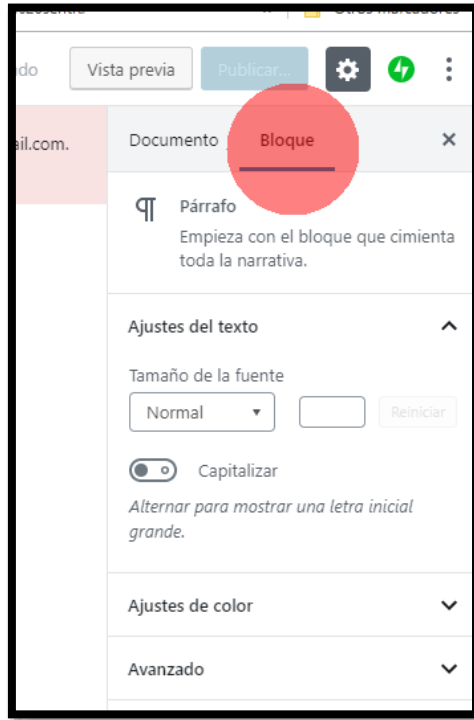 Otros marcadores
Vista previa
Publicar...
ail.com.
Documento
Bloque
Párrafo
Empieza con el bloque que cimienta
toda la narrativa.
Ajustes del texto
Tamaño de la fuente
Normal
Reiniciar
Capitalizar
Alternar para mostrar una letra inicial
grande.
Ajustes de color
Avanzado